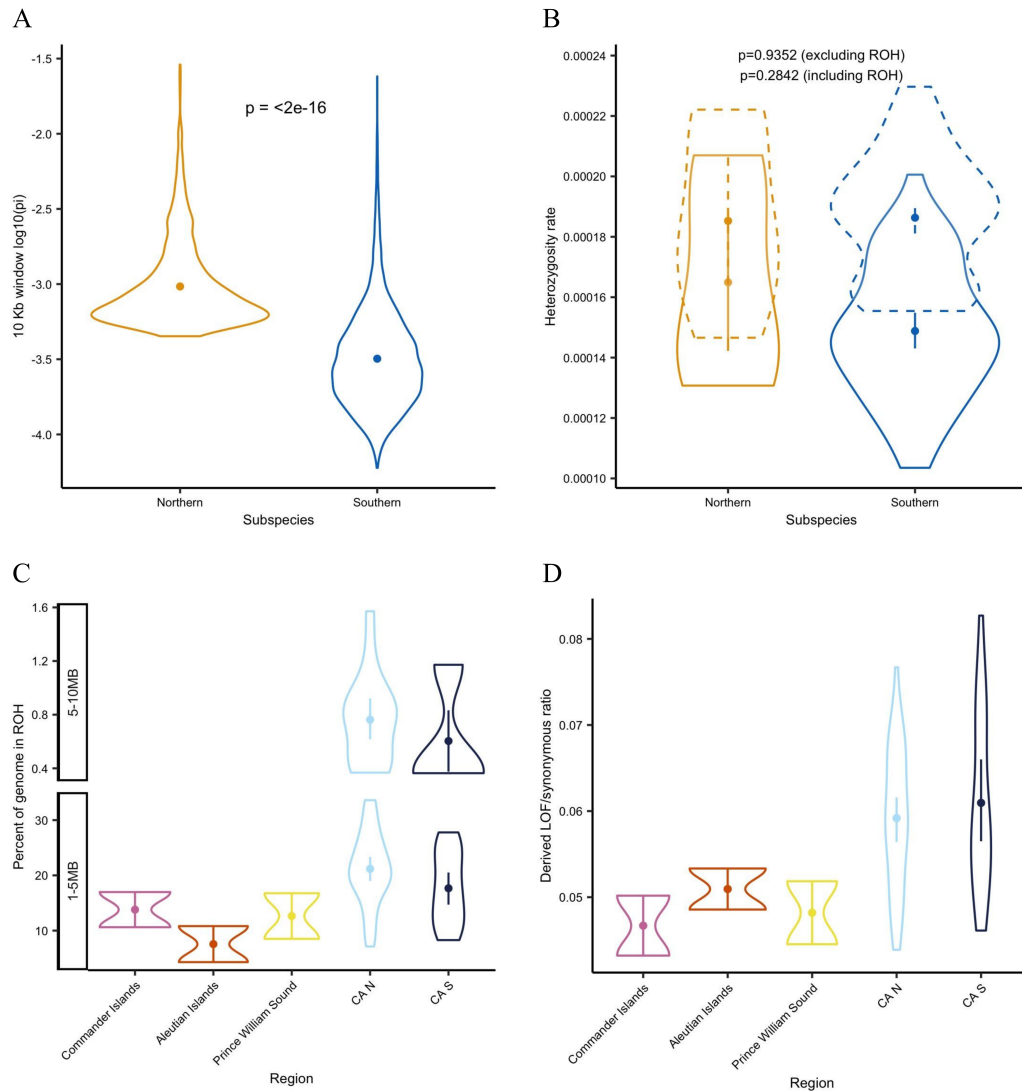 A
-1.5
-2.0
-2.5
-3.0
-3.5
-4.0
10 Kb window log10(pi)
p = <2e-16
Northern
Southern
Subspecies
B
0.00024
0.00022
0.00020
0.00018
0.00016
0.00014
0.00012
0.00010
Heterozygosity rate
p=0.9352 (excluding ROH)
p=0.2842 (including ROH)
Northern
Southern
Subspecies
C
Percent of genome in ROH
5-10MB
1.6
1.2
0.8
0.4
1-5MB
30
20
10
Commander Islands
Aleutian Islands
Prince William Sound
CA N
CA S
Region
D
0.08
0.07
0.06
0.05
Derived LOF/synonymous ratio
Commander Islands
Aleutian Islands
Prince William Sound
CA N
CA S
Region